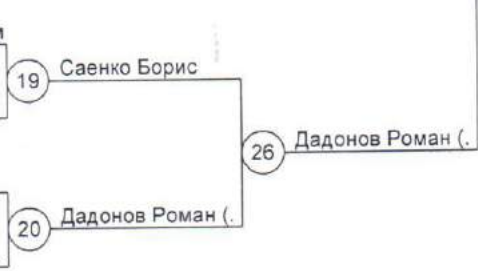 19 Саенко Борис
26 Дадонов Роман (.
20 Дадонов Роман (.